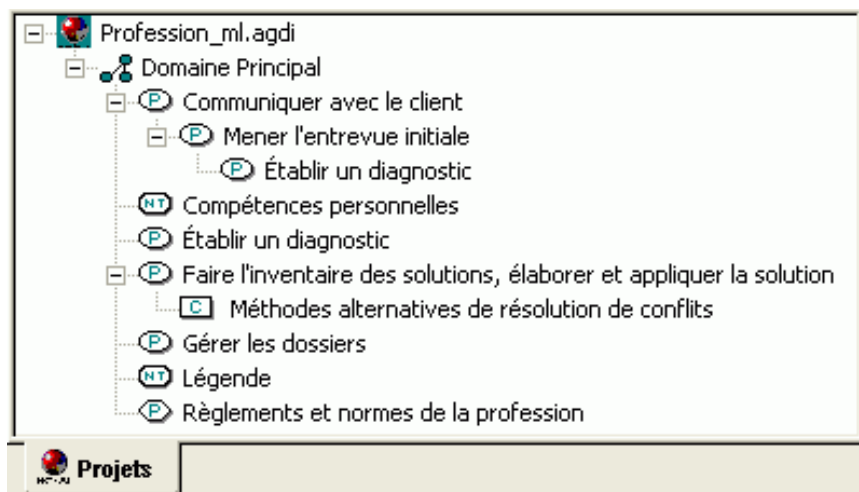 Profession_ml.agdi
Domaine Principal
P Communiquer avec le client
P Mener l'entrevue initiale
P Établir un diagnostic
NT Compétences personnelles
P Établir un diagnostic
P Faire l'inventaire des solutions, élaborer et appliquer la solution
C Méthodes alternatives de résolution de conflits
P Gérer les dossiers
NT Légende
P Règlements et normes de la profession
Projets